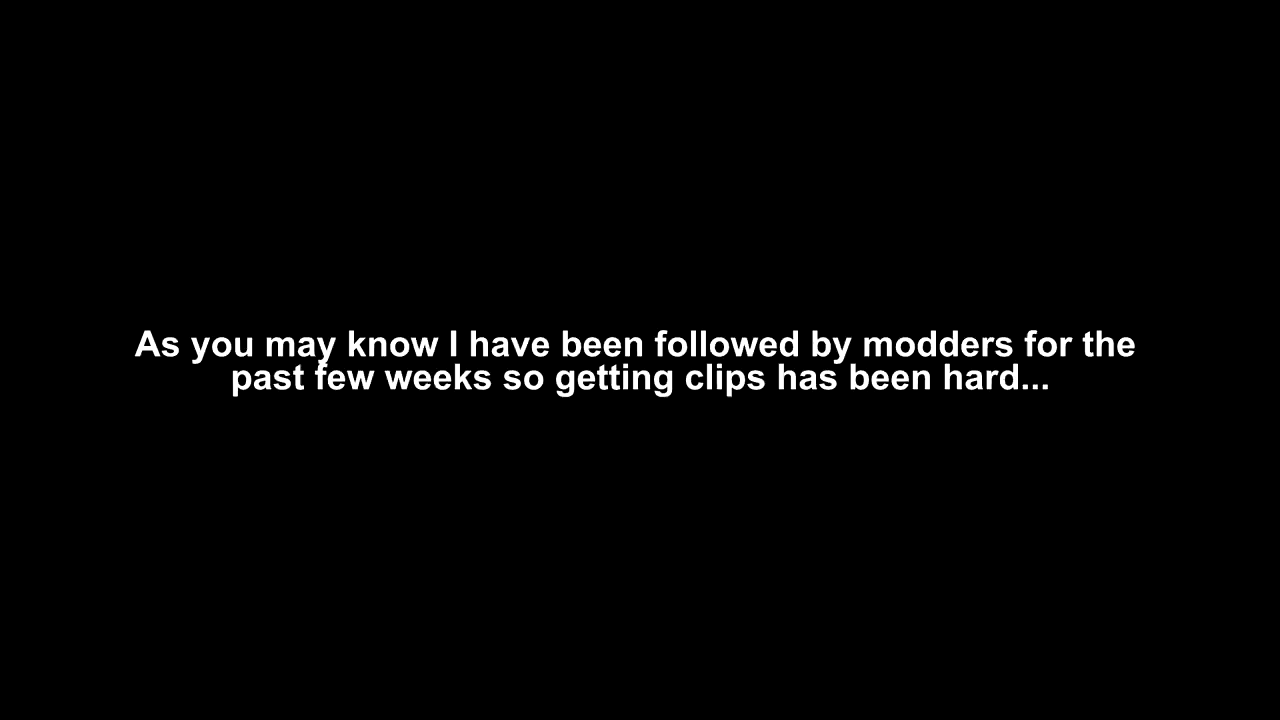 As you may know I have been followed by modders for the
past few weeks so getting clips has been hard...